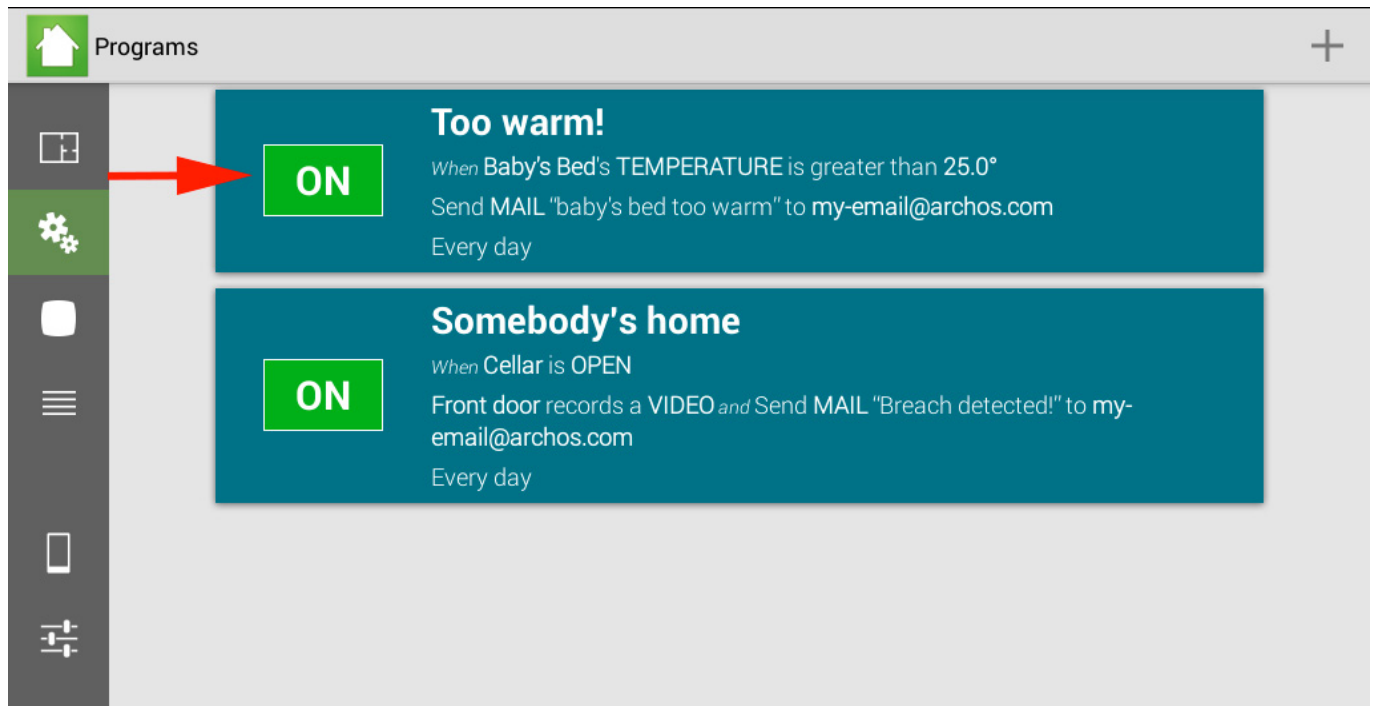 Programs
Too warm!
ON
When Baby's Bed's TEMPERATURE is greater than 25.0°
Send MAIL “baby's bed too warm” to my-email@archos.com
Every day
Somebody's home
ON
When Cellar is OPEN
Front door records a VIDEO and Send MAIL “Breach detected!” to my-
email@archos.com
Every day